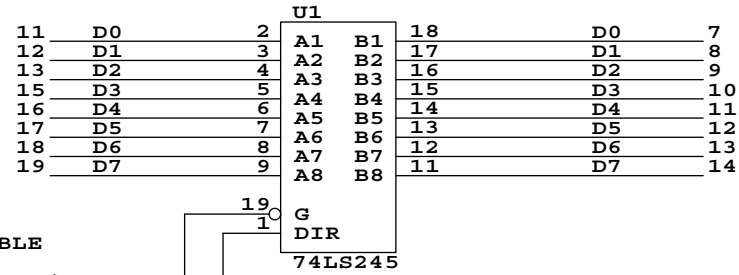 U1
11 D0 2 A1 B1 18 D0 7
12 D1 3 A2 B2 17 D1 8
13 D2 4 A3 B3 16 D2 9
15 D3 5 A4 B4 15 D3 10
16 D4 6 A5 B5 14 D4 11
17 D5 7 A6 B6 13 D5 12
18 D6 8 A7 B7 12 D6 13
19 D7 9 A8 B8 11 D7 14
19 G
1 DIR
BLE
74LS245